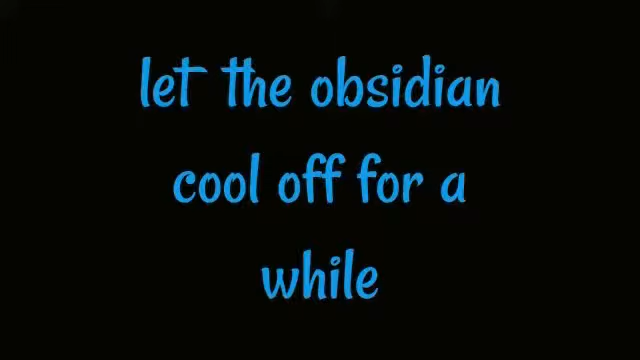 let the obsidian
cool off for a
while